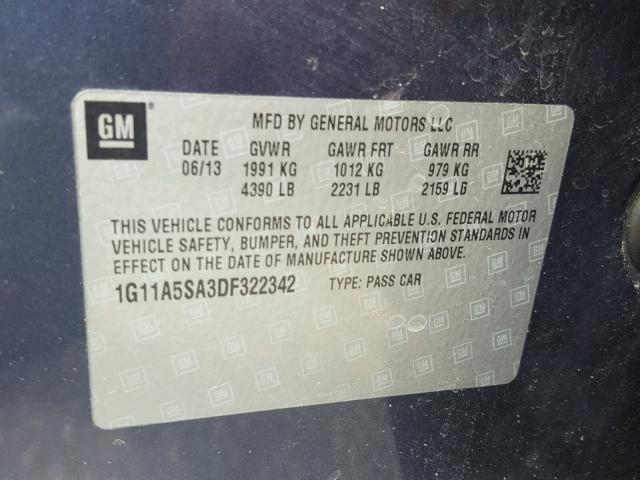 GM
MFD BY GENERAL MOTORS LLC
DATE GVWR GAWR FRT GAWR RR
06/13 1991 KG 1012 KG 979 KG
4390 LB 2231 LB 2159 LB
THIS VEHICLE CONFORMS TO ALL APPLICABLE U.S. FEDERAL MOTOR
VEHICLE SAFETY, BUMPER, AND THEFT PREVENTION STANDARDS IN
EFFECT ON THE DATE OF MANUFACTURE SHOWN ABOVE.
1G11A5SA3DF322342 TYPE: PASS CAR